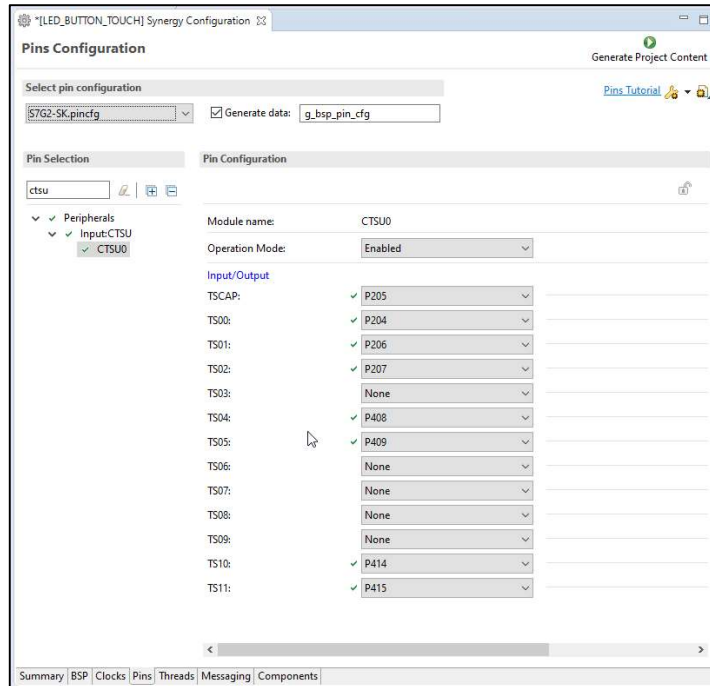 *[LED_BUTTON_TOUCH] Synergy Configuration
Pins Configuration
Generate Project Content
Select pin configuration
Pins Tutorial
S7G2-SK.pincfg
Generate data: g_bsp_pin_cfg
Pin Selection
Pin Configuration
ctsu
Peripherals
Input:CTSU
CTSU0
Module name: CTSU0
Operation Mode: Enabled
Input/Output
TSCAP: P205
TS00: P204
TS01: P206
TS02: P207
TS03: None
TS04: P408
TS05: P409
TS06: None
TS07: None
TS08: None
TS09: None
TS10: P414
TS11: P415
Summary BSP Clocks Pins Threads Messaging Components